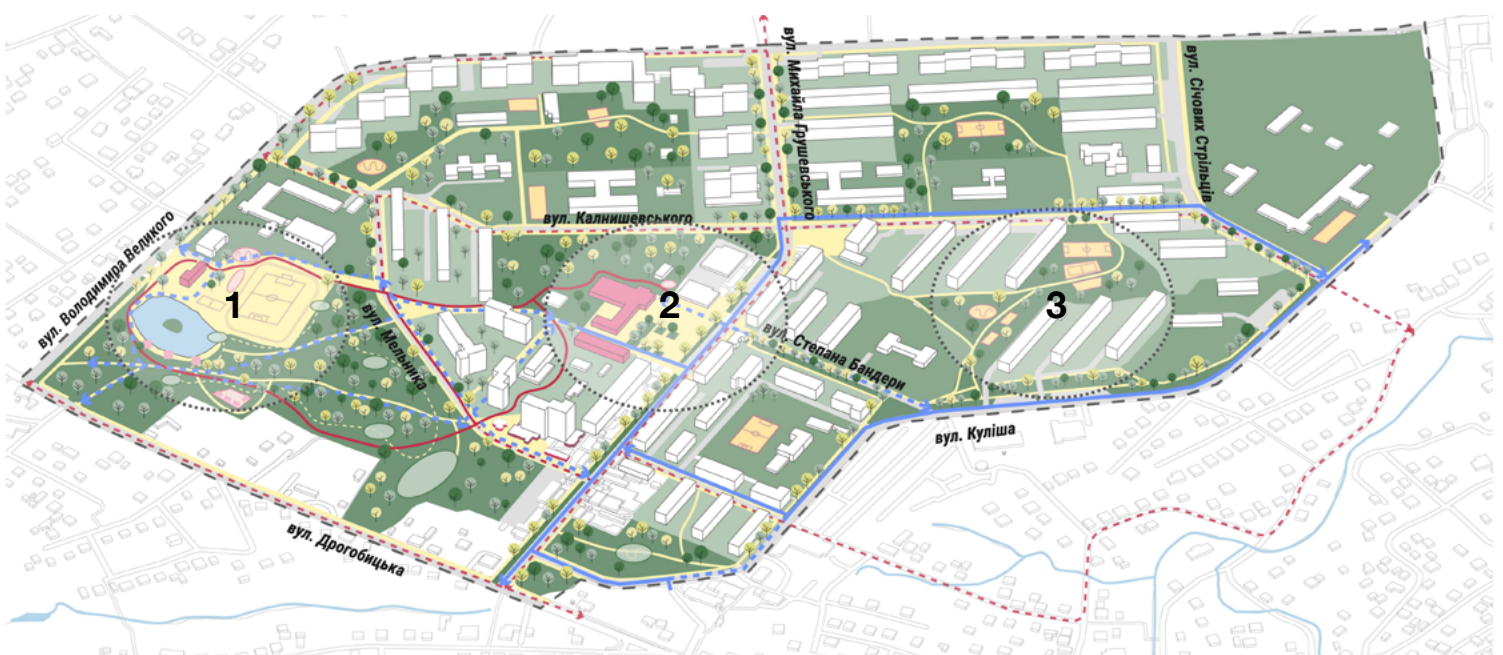 вул. Михайла Грушевського
вул. Січових Стрільців
вул. Калнишевського
вул. Володимира Великого
1
2
3
вул. Мельника
вул. Степана Бандери
вул. Куліша
вул. Дрогобицька